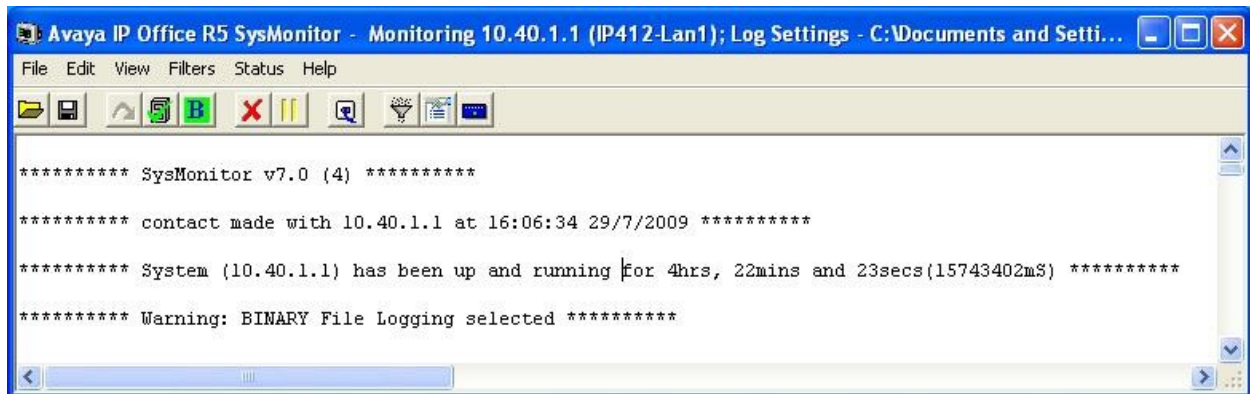 Avaya IP Office R5 SysMonitor - Monitoring 10.40.1.1 (IP412-Lan1); Log Settings - C:\Documents and Setti...
File Edit View Filters Status Help
B
********** SysMonitor v7.0 (4) **********
********** contact made with 10.40.1.1 at 16:06:34 29/7/2009 **********
********** System (10.40.1.1) has been up and running for 4hrs, 22mins and 23secs(15743402mS) **********
********** Warning: BINARY File Logging selected **********